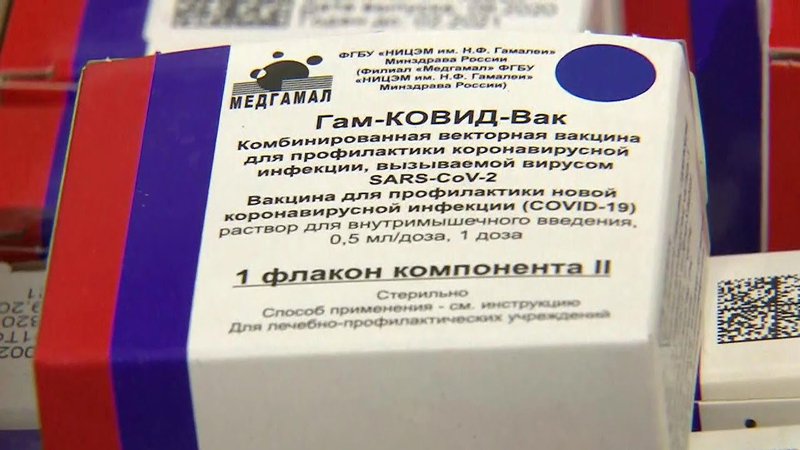 ФГБУ «НИЦЭМ им. Н.Ф. Гамалеи»
Минздрава России
(Филиал «Медгамал» ФГБУ
«НИЦЭМ им. Н.Ф. Гамалеи»
Минздрава России)
МЕДГАМАЛ
Гам-КОВИД-Вак
Комбинированная векторная вакцина
для профилактики коронавирусной
инфекции, вызываемой вирусом
SARS-CoV-2
Вакцина для профилактики новой
коронавирусной инфекции (COVID-19)
раствор для внутримышечного введения,
0,5 мл/доза, 1 доза
1 флакон компонента II
Стерильно
Способ применения - см. инструкцию
Для лечебно-профилактических учреждений